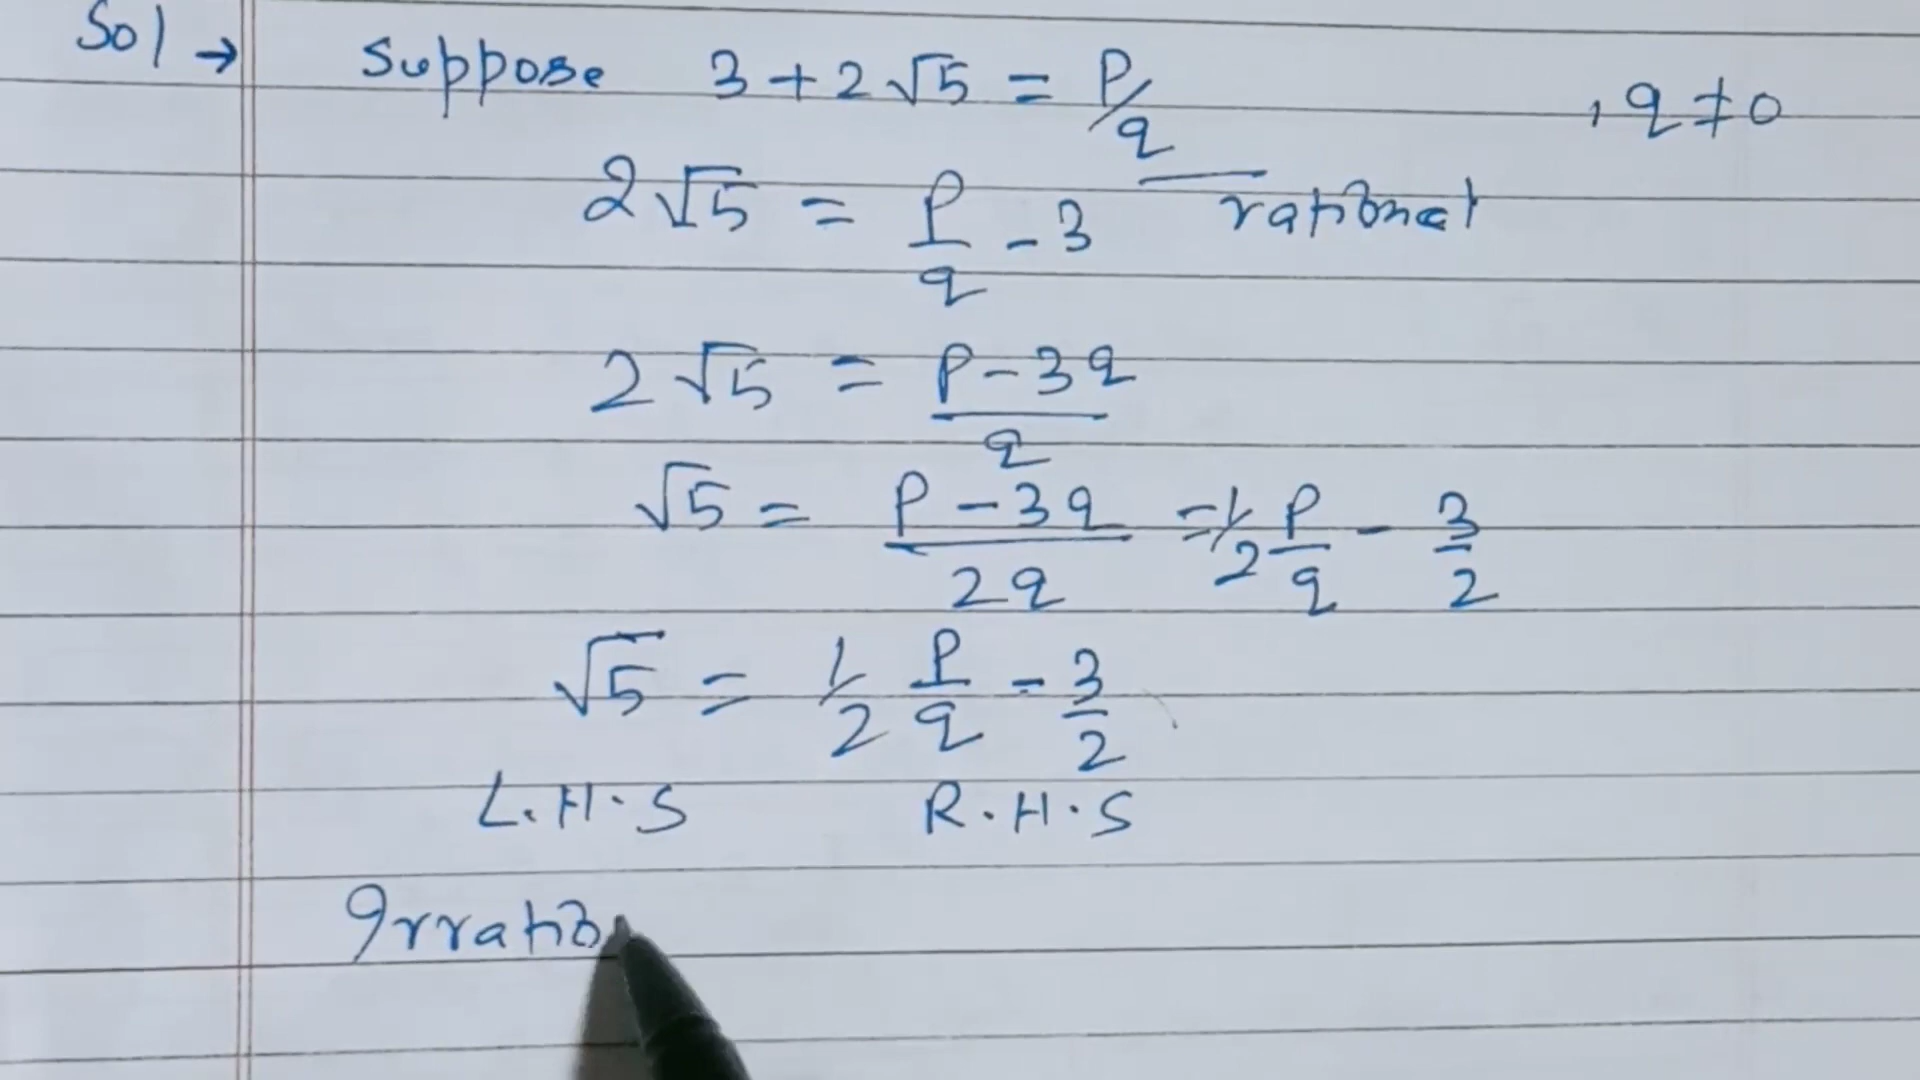 Sol → Suppose 3 + 2√5 = P/q , q ≠ 0
2√5 = P/q - 3 rational
2√5 = (P - 3q)/q
√5 = (P - 3q)/2q = 1/2 P/q - 3/2
√5 = 1/2 P/q - 3/2
L.H.S R.H.S
Irratio